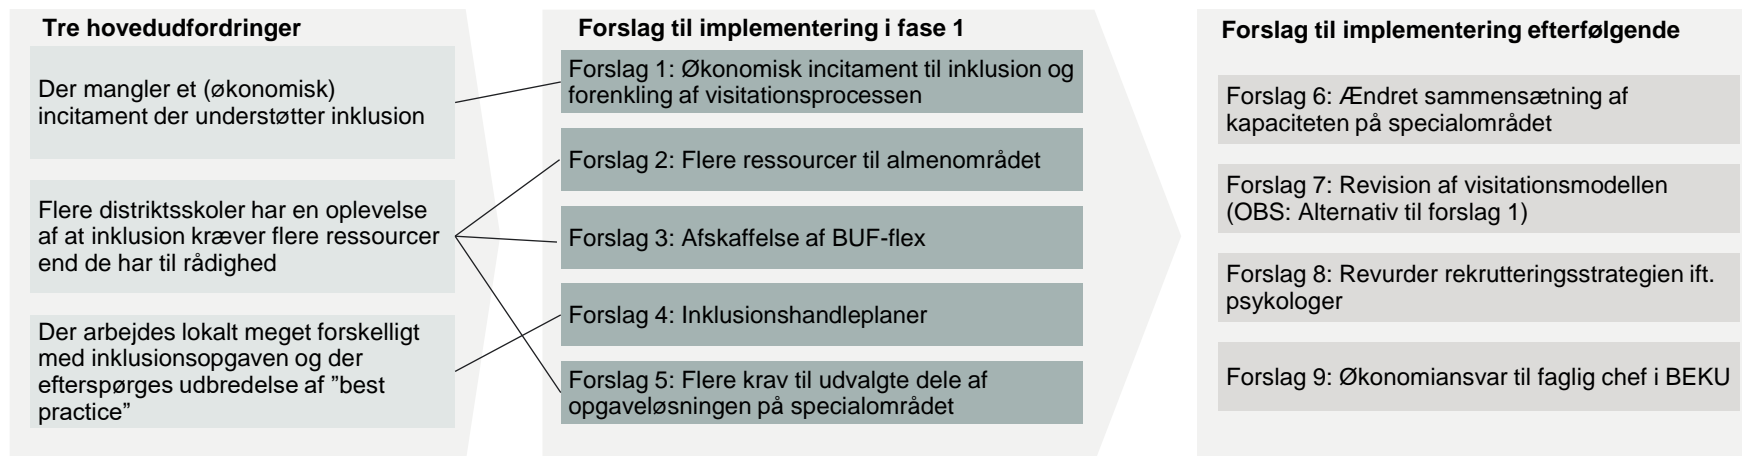 Tre hovedudfordringer
Der mangler et (økonomisk)
incitament der understøtter inklusion
Flere distriktsskoler har en oplevelse
af at inklusion kræver flere ressourcer
end de har til rådighed
Der arbejdes lokalt meget forskelligt
med inklusionsopgaven og der
efterspørges udbredelse af ”best
practice”
Forslag til implementering i fase 1
Forslag 1: Økonomisk incitament til inklusion og
forenkling af visitationsprocessen
Forslag 2: Flere ressourcer til almenområdet
Forslag 3: Afskaffelse af BUF-flex
Forslag 4: Inklusionshandleplaner
Forslag 5: Flere krav til udvalgte dele af
opgaveløsningen på specialområdet
Forslag til implementering efterfølgende
Forslag 6: Ændret sammensætning af
kapaciteten på specialområdet
Forslag 7: Revision af visitationsmodellen
(OBS: Alternativ til forslag 1)
Forslag 8: Revurder rekrutteringsstrategien ift.
psykologer
Forslag 9: Økonomiansvar til faglig chef i BEKU